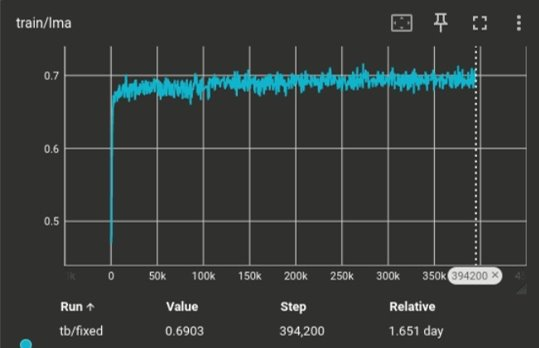 train/lma
0.7
0.6
0.5
0 50k 100k 150k 200k 250k 300k 350k 394200 ×
Run ↑ Value Step Relative
tb/fixed 0.6903 394,200 1.651 day